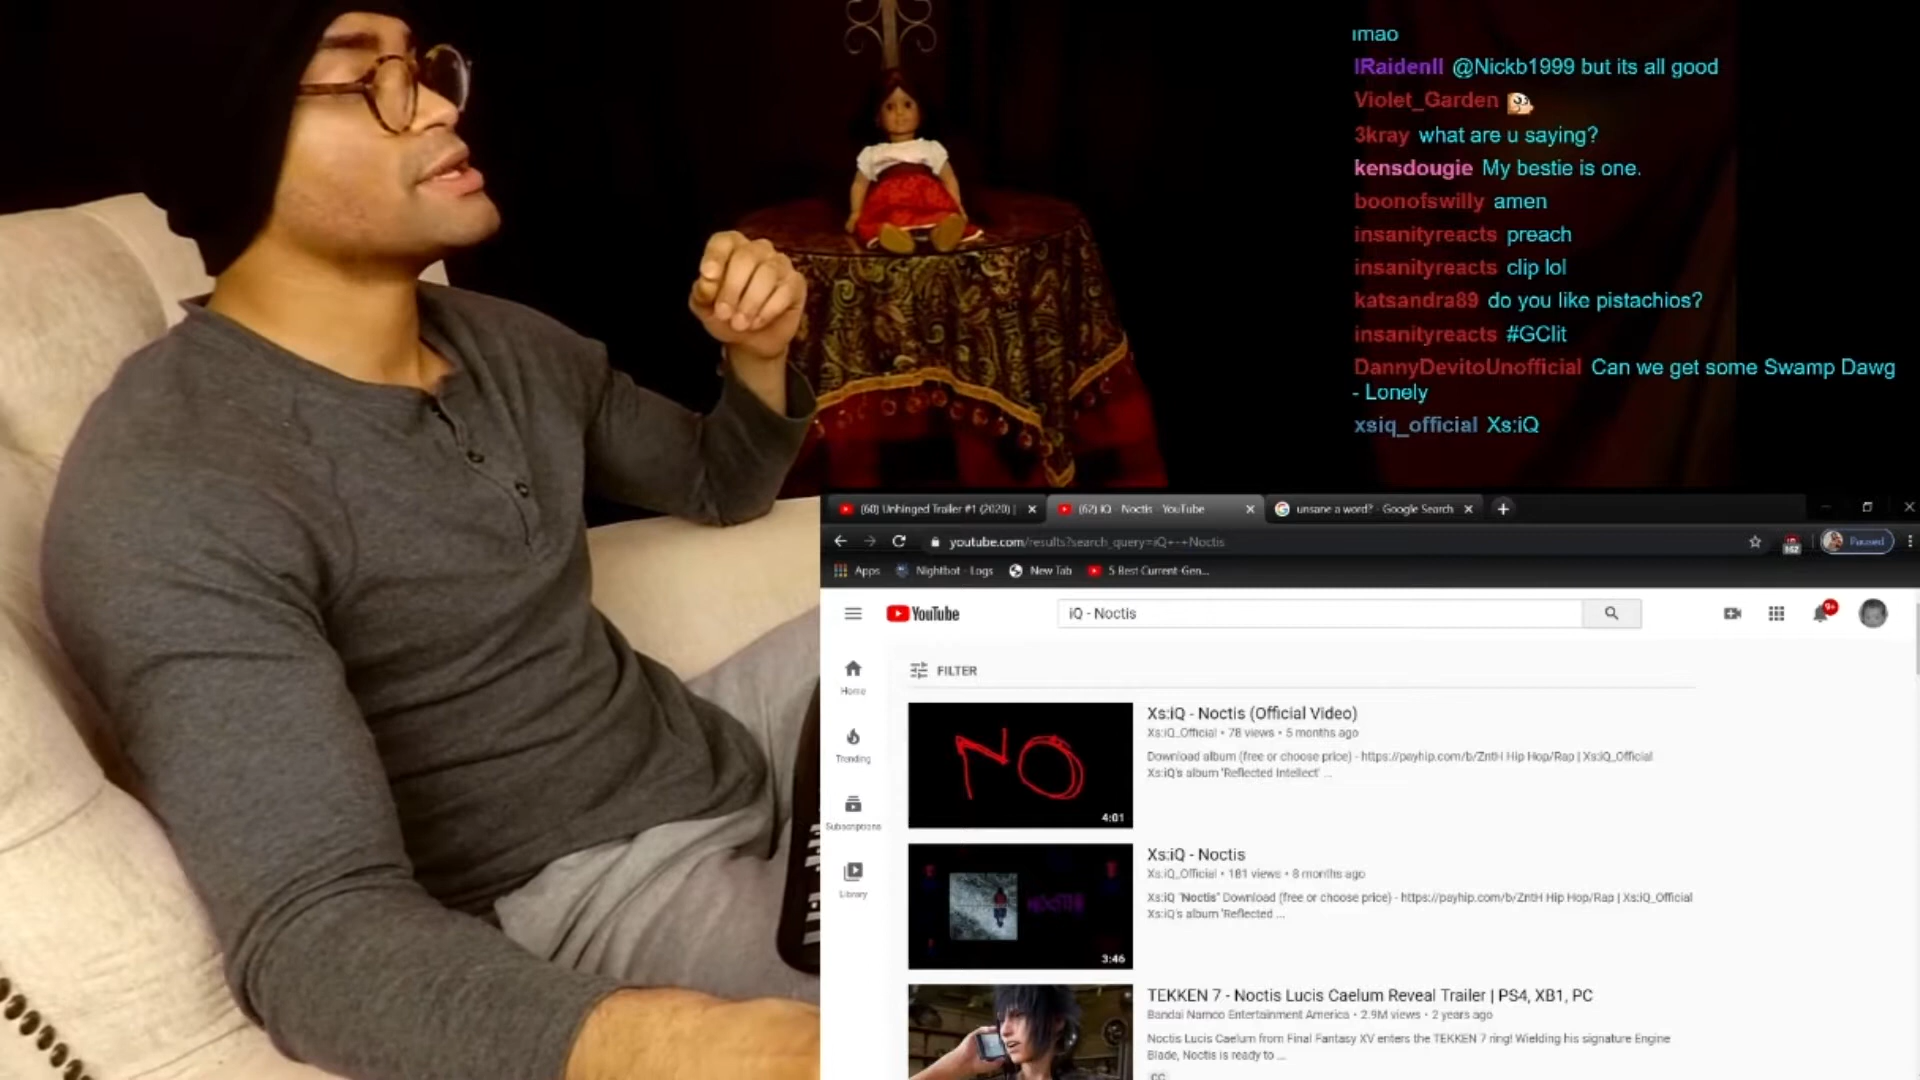 lmao
IRaidenII @Nickb1999 but its all good
Violet_Garden
3kray what are u saying?
kensdougie My bestie is one.
boonofswilly amen
insanityreacts preach
insanityreacts clip lol
katsandra89 do you like pistachios?
insanityreacts #GClit
DannyDevitoUnofficial Can we get some Swamp Dawg
- Lonely
xsiq_official Xs:iQ
(60) Unhinged Trailer #1 (2020) |
(62) iQ - Noctis - YouTube
unsane a word? - Google Search
youtube.com/results?search_query=iQ+-+Noctis
162
Paused
Apps
Nightbot - Logs
New Tab
5 Best Current-Gen...
YouTube
iQ - Noctis
9+
Home
Trending
Subscriptions
Library
FILTER
NO
4:01
Xs:iQ - Noctis (Official Video)
Xs:iQ_Official • 78 views • 5 months ago
Download album (free or choose price) - https://payhip.com/b/ZntH Hip Hop/Rap | Xs:iQ_Official
Xs:iQ's album 'Reflected Intellect' ...
NOCTIS
3:46
Xs:iQ - Noctis
Xs:iQ_Official • 181 views • 8 months ago
Xs:iQ "Noctis" Download (free or choose price) - https://payhip.com/b/ZntH Hip Hop/Rap | Xs:iQ_Official
Xs:iQ's album 'Reflected ...
TEKKEN 7 - Noctis Lucis Caelum Reveal Trailer | PS4, XB1, PC
Bandai Namco Entertainment America • 2.9M views • 2 years ago
Noctis Lucis Caelum from Final Fantasy XV enters the TEKKEN 7 ring! Wielding his signature Engine
Blade, Noctis is ready to ...
CC